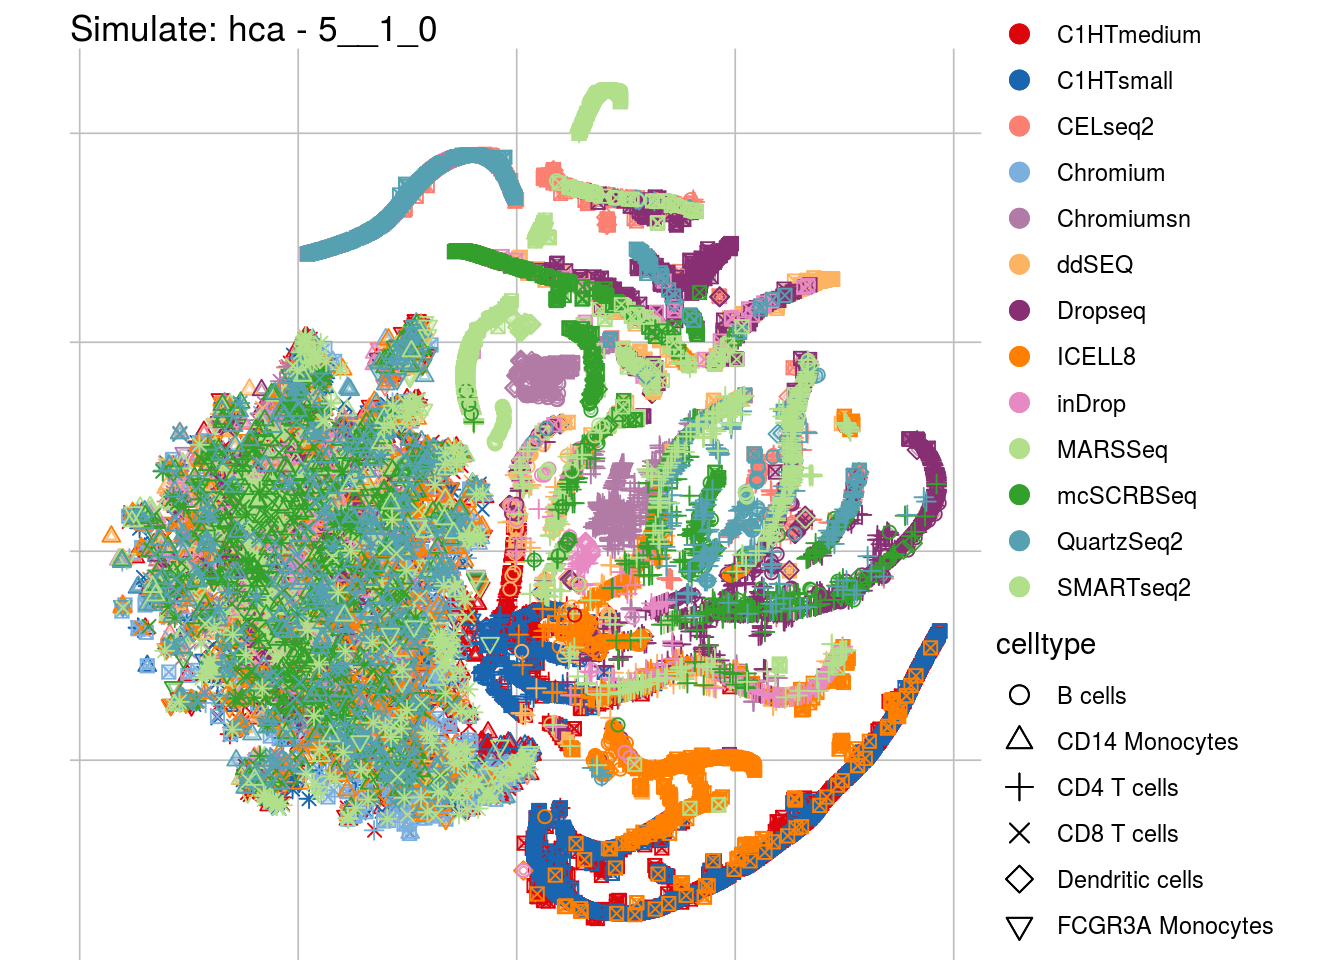 Simulate: hca - 5__1_0
C1HTmedium
C1HTsmall
CELseq2
Chromium
Chromiumsn
ddSEQ
Dropseq
ICELL8
inDrop
MARSSeq
mcSCRBSeq
QuartzSeq2
SMARTseq2
celltype
B cells
CD14 Monocytes
CD4 T cells
CD8 T cells
Dendritic cells
FCGR3A Monocytes